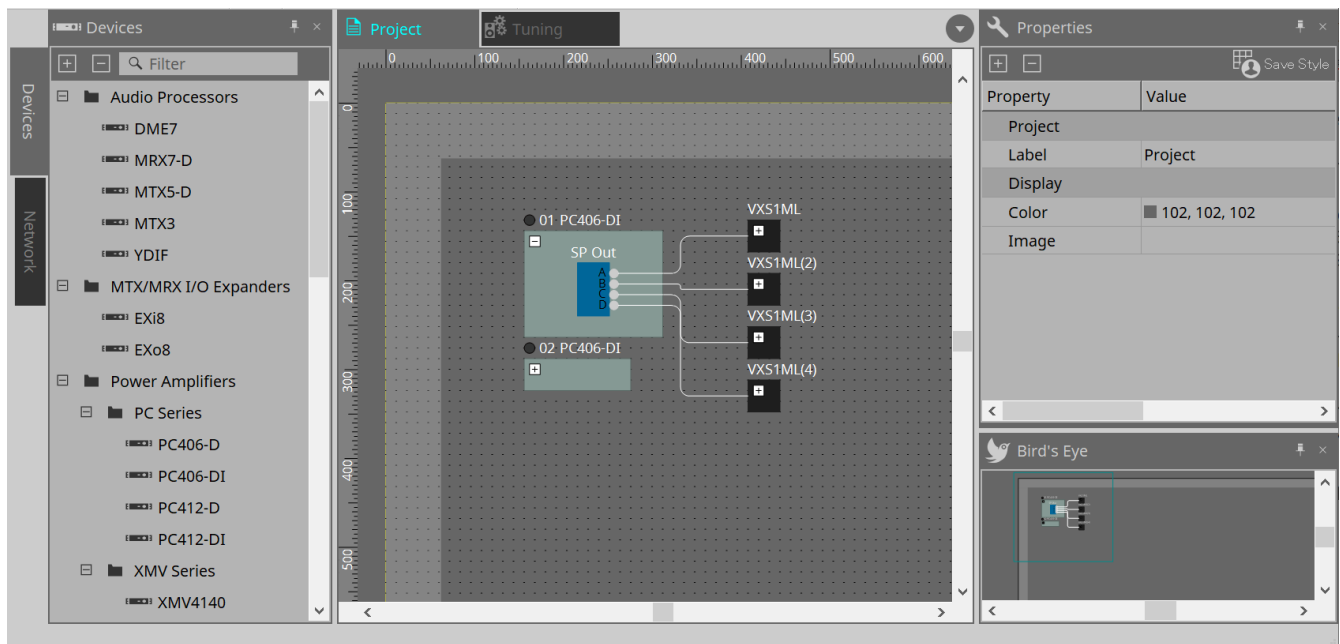 Devices
Filter
Devices
Network
Audio Processors
DME7
MRX7-D
MTX5-D
MTX3
YDIF
MTX/MRX I/O Expanders
EXi8
EXo8
Power Amplifiers
PC Series
PC406-D
PC406-DI
PC412-D
PC412-DI
XMV Series
XMV4140
Project
Tuning
0 100 200 300 400 500 600
0
100
200
300
400
500
01 PC406-DI
SP Out
A
B
C
D
02 PC406-DI
VXS1ML
VXS1ML(2)
VXS1ML(3)
VXS1ML(4)
Properties
Save Style
Property Value
Project
Label Project
Display
Color 102, 102, 102
Image
Bird's Eye